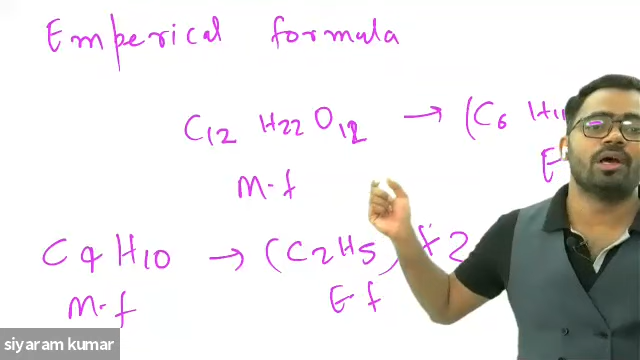 Emperical formula
C12 H22 O12 → (C6 H11
M.f E
C4 H10 → (C2H5) × 2
M.f E.f
siyaram kumar